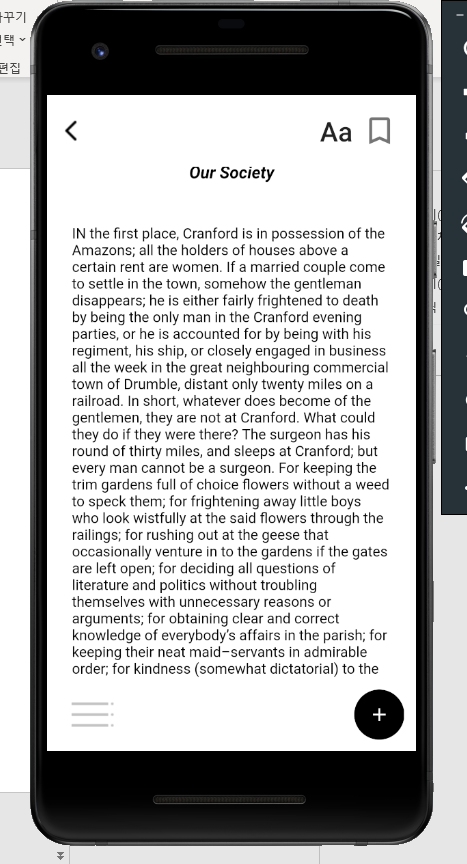 바꾸기
선택
편집
Aa
Our Society
IN the first place, Cranford is in possession of the
Amazons; all the holders of houses above a
certain rent are women. If a married couple come
to settle in the town, somehow the gentleman
disappears; he is either fairly frightened to death
by being the only man in the Cranford evening
parties, or he is accounted for by being with his
regiment, his ship, or closely engaged in business
all the week in the great neighbouring commercial
town of Drumble, distant only twenty miles on a
railroad. In short, whatever does become of the
gentlemen, they are not at Cranford. What could
they do if they were there? The surgeon has his
round of thirty miles, and sleeps at Cranford; but
every man cannot be a surgeon. For keeping the
trim gardens full of choice flowers without a weed
to speck them; for frightening away little boys
who look wistfully at the said flowers through the
railings; for rushing out at the geese that
occasionally venture in to the gardens if the gates
are left open; for deciding all questions of
literature and politics without troubling
themselves with unnecessary reasons or
arguments; for obtaining clear and correct
knowledge of everybody's affairs in the parish; for
keeping their neat maid–servants in admirable
order; for kindness (somewhat dictatorial) to the